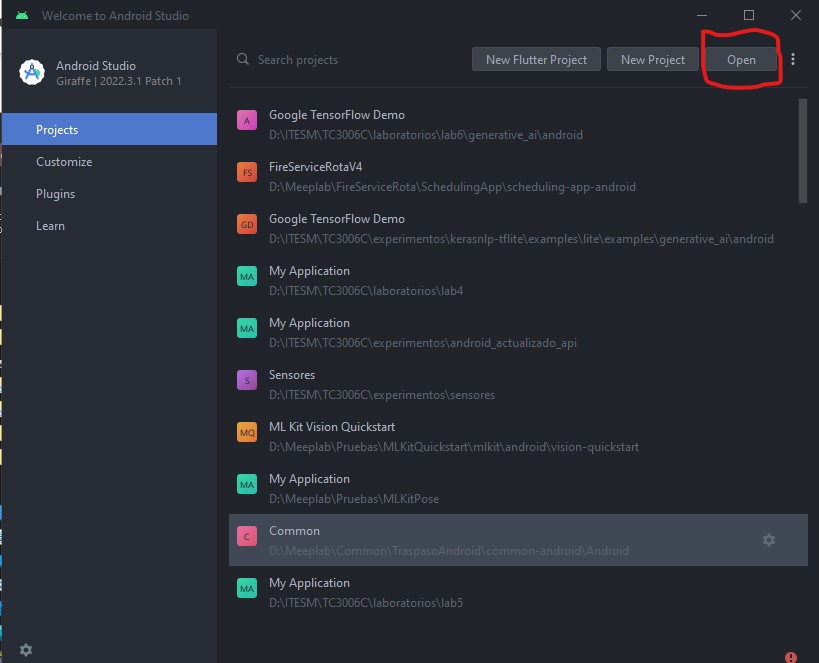 Welcome to Android Studio
Android Studio
Giraffe | 2022.3.1 Patch 1
Search projects
New Flutter Project
New Project
Open
Projects
Customize
Plugins
Learn
A
Google TensorFlow Demo
D:\ITESM\TC3006C\laboratorios\lab6\generative_ai\android
FS
FireServiceRotaV4
D:\Meeplab\FireServiceRota\SchedulingApp\scheduling-app-android
GD
Google TensorFlow Demo
D:\ITESM\TC3006C\experimentos\kerasnlp-tflite\examples\lite\examples\generative_ai\android
MA
My Application
D:\ITESM\TC3006C\laboratorios\lab4
MA
My Application
D:\ITESM\TC3006C\experimentos\android_actualizado_api
S
Sensores
D:\ITESM\TC3006C\experimentos\sensores
MQ
ML Kit Vision Quickstart
D:\Meeplab\Pruebas\MLKitQuickstart\mlkit\android\vision-quickstart
MA
My Application
D:\Meeplab\Pruebas\MLKitPose
C
Common
D:\Meeplab\Common\TraspasoAndroid\common-android\Android
MA
My Application
D:\ITESM\TC3006C\laboratorios\lab5